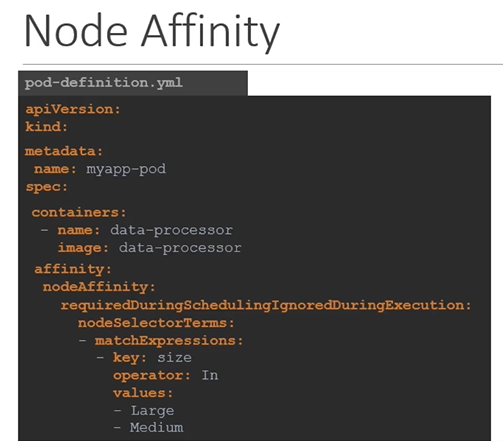 Node Affinity
pod-definition.yml
apiVersion:
kind:
metadata:
name: myapp-pod
spec:
containers:
- name: data-processor
image: data-processor
affinity:
nodeAffinity:
requiredDuringSchedulingIgnoredDuringExecution:
nodeSelectorTerms:
- matchExpressions:
- key: size
operator: In
values:
- Large
- Medium